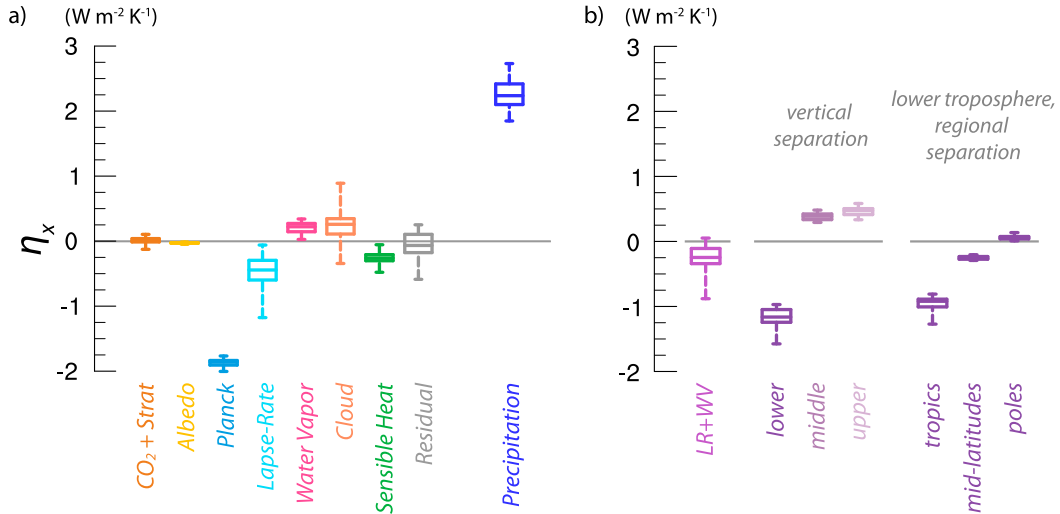 a)
(W m-2 K-1)
3
2
1
0
-1
-2
ηx
CO2 + Strat
Albedo
Planck
Lapse-Rate
Water Vapor
Cloud
Sensible Heat
Residual
Precipitation
b)
(W m-2 K-1)
3
2
1
0
-1
-2
vertical
separation
lower troposphere,
regional
separation
LR+WV
lower
middle
upper
tropics
mid-latitudes
poles